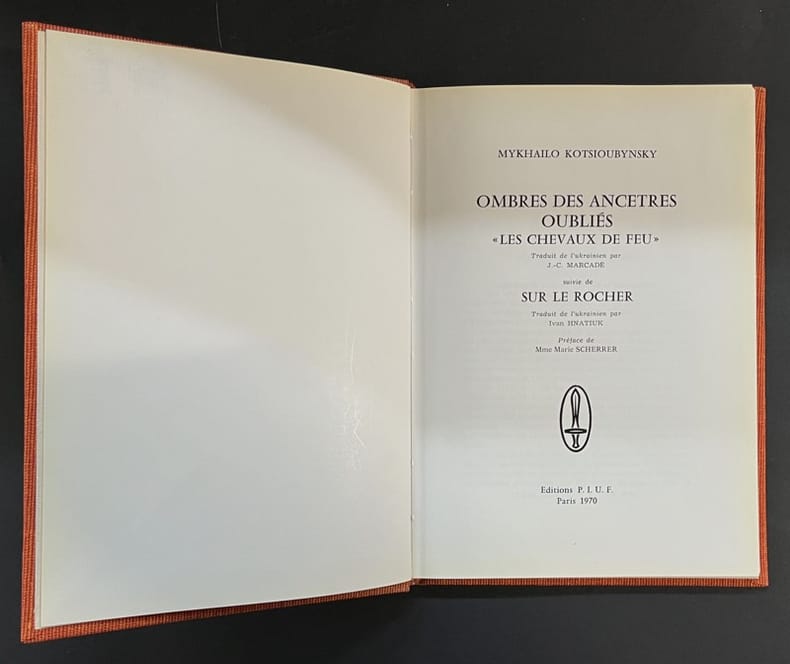 MYKHAILO KOTSIOUBYNSKY
OMBRES DES ANCETRES
OUBLIÉS
«LES CHEVAUX DE FEU»
Traduit de l'ukrainien par
J.-C. MARCADÉ
suivie de
SUR LE ROCHER
Traduit de l'ukrainien par
Ivan HNATIUK
Préface de
Mme Marie SCHERRER
Editions P. I. U. F.
Paris 1970